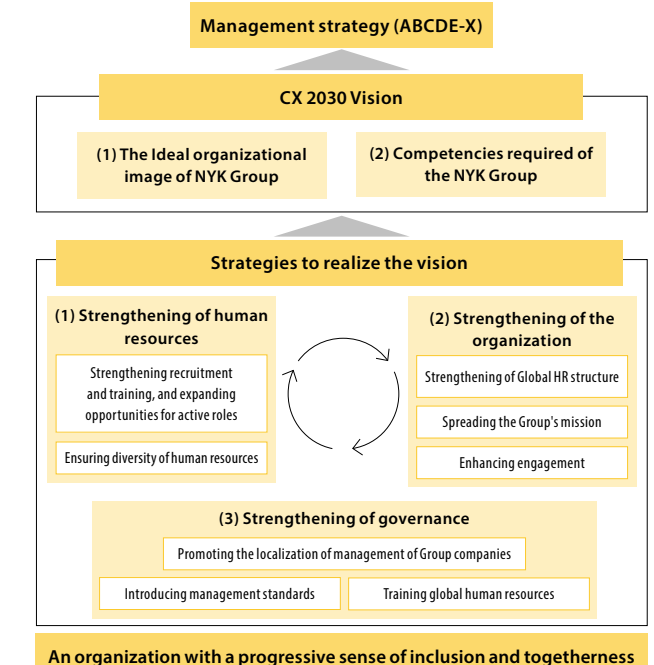 Management strategy (ABCDE-X)
CX 2030 Vision
(1) The Ideal organizational
image of NYK Group
(2) Competencies required of
the NYK Group
Strategies to realize the vision
(1) Strengthening of human
resources
Strengthening recruitment
and training, and expanding
opportunities for active roles
Ensuring diversity of human resources
(2) Strengthening of the
organization
Strengthening of Global HR structure
Spreading the Group's mission
Enhancing engagement
(3) Strengthening of governance
Promoting the localization of management of Group companies
Introducing management standards
Training global human resources
An organization with a progressive sense of inclusion and togetherness